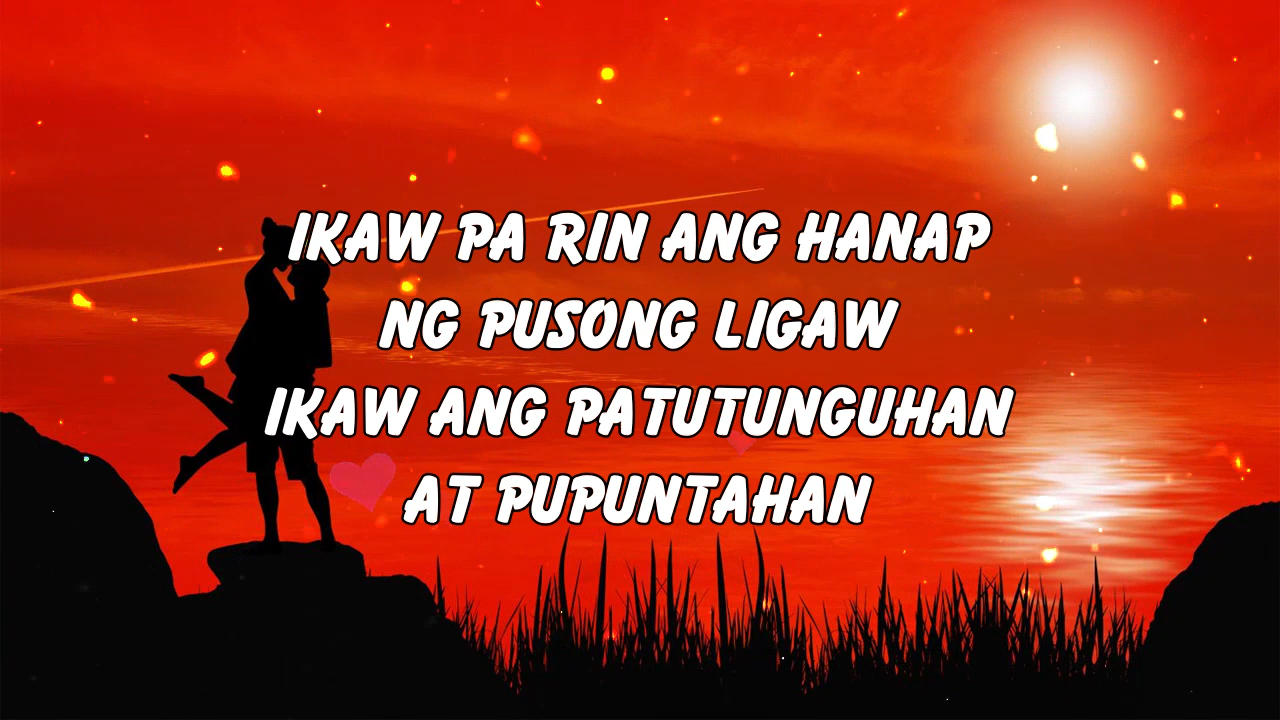 IKAW PA RIN ANG HANAP
NG PUSONG LIGAW
IKAW ANG PATUTUNGUHAN
AT PUPUNTAHAN